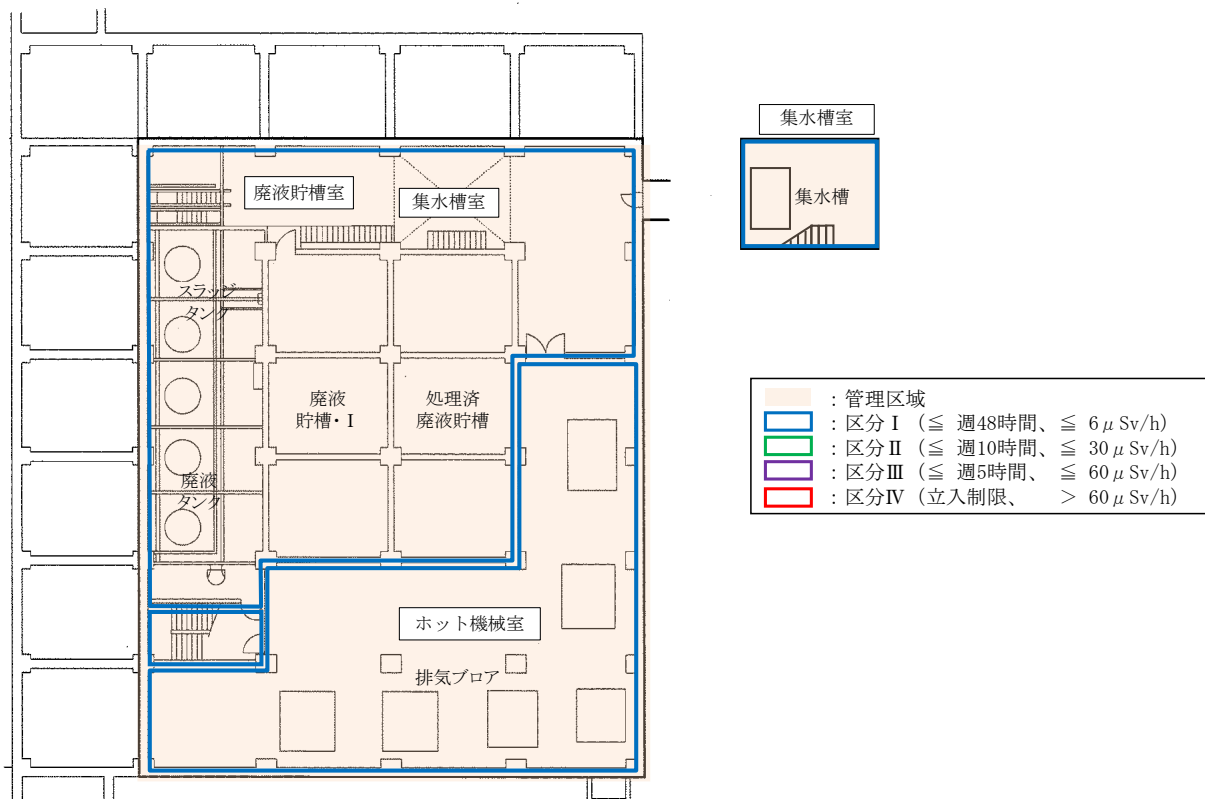 集水槽室
集水槽
廃液貯槽室
集水槽室
スラッジ
タンク
廃液
貯槽・Ⅰ
処理済
廃液貯槽
廃液
タンク
ホット機械室
排気ブロア
：管理区域
：区分Ⅰ（≦ 週48時間、≦ 6μSv/h）
：区分Ⅱ（≦ 週10時間、≦ 30μSv/h）
：区分Ⅲ（≦ 週5時間、 ≦ 60μSv/h）
：区分Ⅳ（立入制限、 ＞ 60μSv/h）